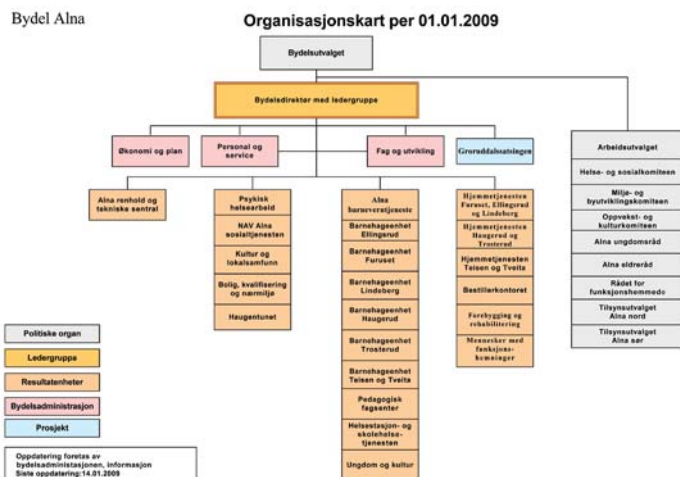 Bydel Alna
Organisasjonskart per 01.01.2009
Bydelsutvalget
Bydelsdirektør med ledergruppe
Økonomi og plan
Personal og
service
Fag og utvikling
Groruddalssatsingen
Alna renhold og
tekniske sentral
Psykisk
helsearbeid
NAV Alna
sosialtjenesten
Kultur og
lokalsamfunn
Bolig, kvalifisering
og nærmiljø
Haugentunet
Alna
barneverntjeneste
Barnehageenhet
Ellingsrud
Barnehageenhet
Furuset
Barnehageenhet
Lindeberg
Barnehageenhet
Haugerud
Barnehageenhet
Trosterud
Barnehageenhet
Teisen og Tveita
Pedagogisk
fagsenter
Helsestasjon- og
skolehelse-
tjenesten
Ungdom og kultur
Hjemmetjenesten
Furuset, Ellingsrud
og Lindeberg
Hjemmetjenesten
Haugerud og
Trosterud
Hjemmetjenesten
Teisen og Tveita
Bestillerkontoret
Forebygging og
rehabilitering
Mennesker med
funksjons-
hemninger
Arbeidsutvalget
Helse- og sosialkomiteen
Miljø- og
byutviklingskomiteen
Oppvekst- og
kulturkomiteen
Alna ungdomsråd
Alna eldreråd
Rådet for
funksjonshemmede
Tilsynsutvalget
Alna nord
Tilsynsutvalget
Alna sør
Politiske organ
Ledergruppa
Resultatenheter
Bydelsadministrasjon
Prosjekt
Oppdatering foretas av
bydelsadministasjonen, informasjon
Siste oppdatering:14.01.2009